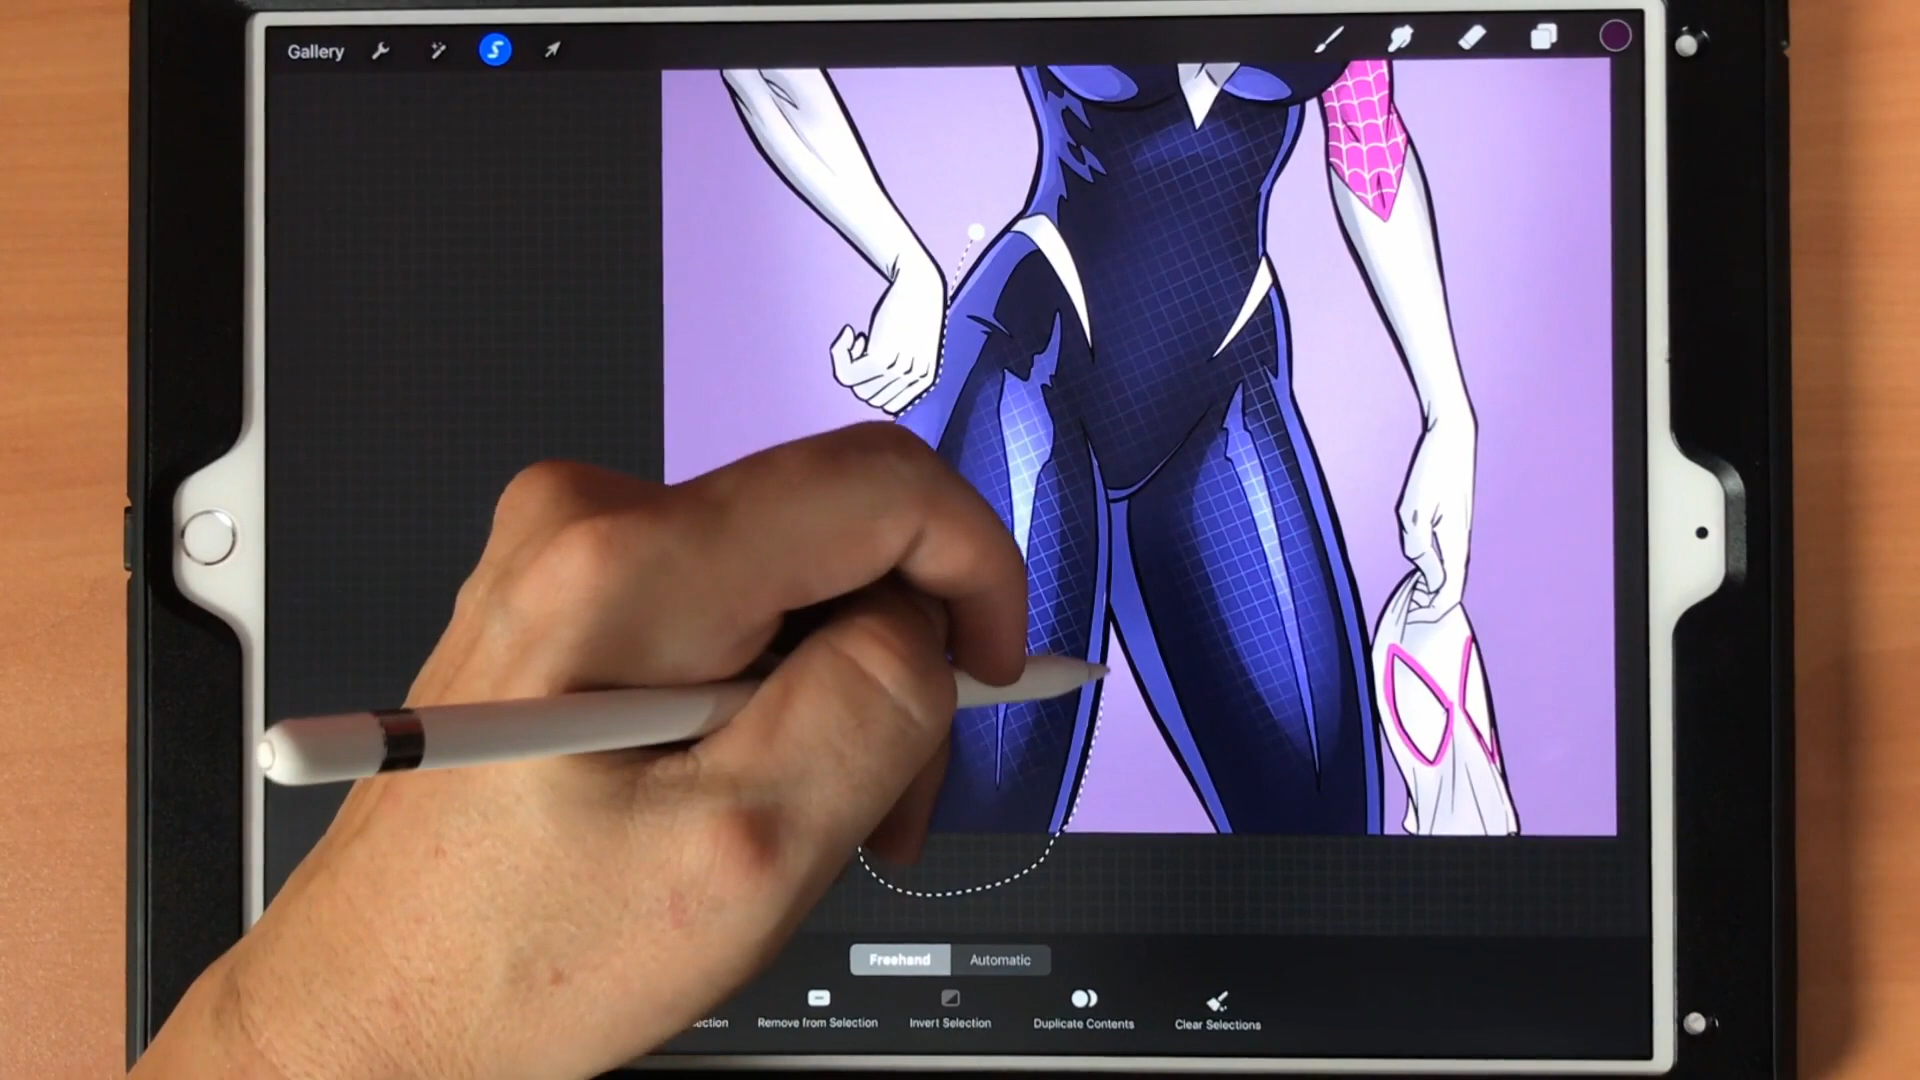 Gallery
Freehand Automatic
Remove from Selection Invert Selection Duplicate Contents Clear Selections